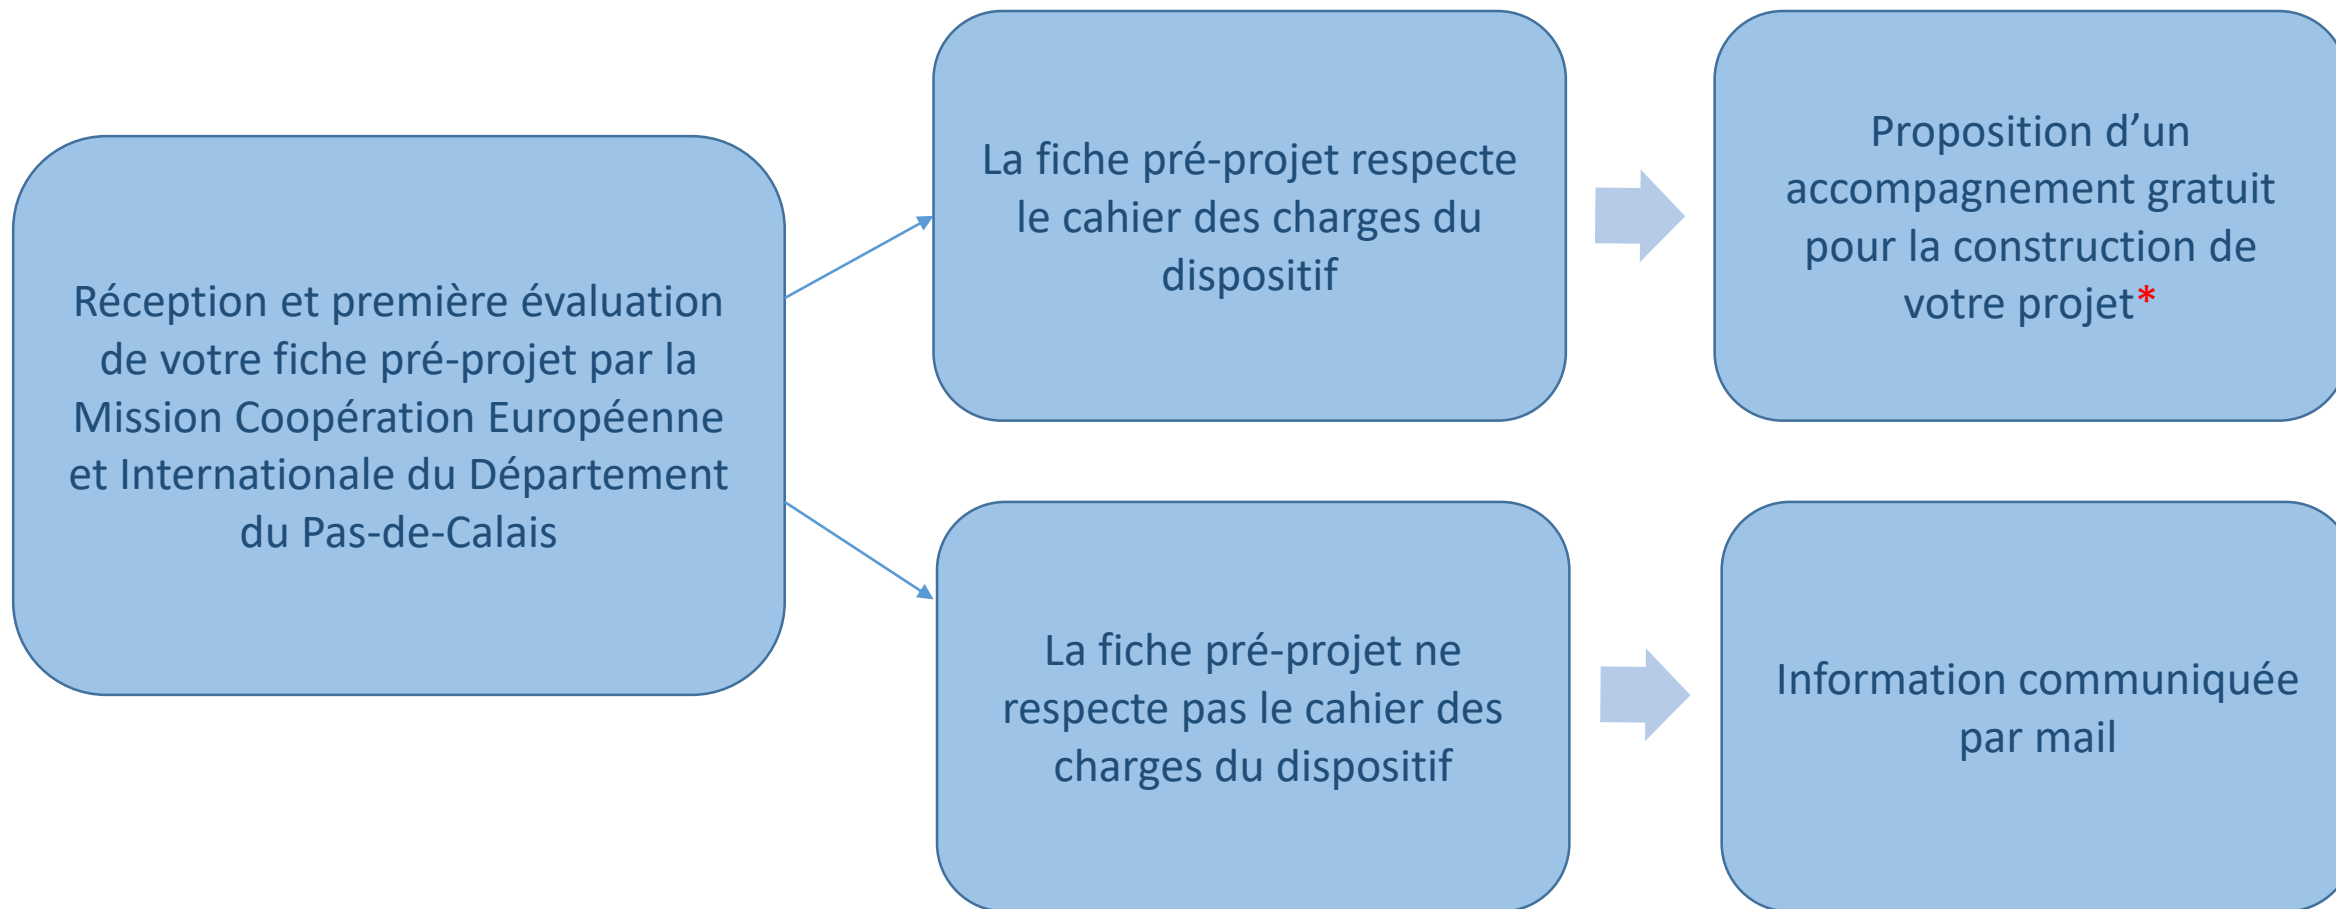 Réception et première évaluation
de votre fiche pré-projet par la
Mission Coopération Européenne
et Internationale du Département
du Pas-de-Calais
La fiche pré-projet respecte
le cahier des charges du
dispositif
Proposition d’un
accompagnement gratuit
pour la construction de
votre projet*
La fiche pré-projet ne
respecte pas le cahier des
charges du dispositif
Information communiquée
par mail